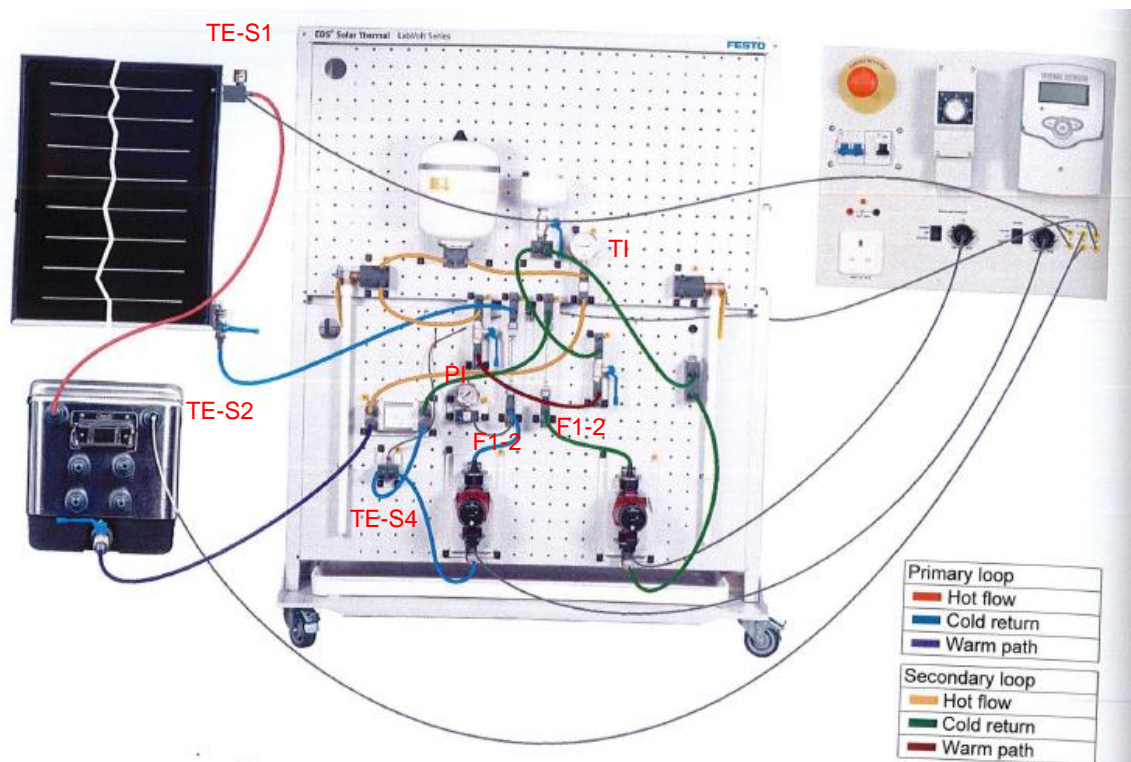 TE-S1
EOS® Solar Thermal LabVolt Series
FESTO
TI
PI
TE-S2
F1-2
F1-2
TE-S4
Primary loop
Hot flow
Cold return
Warm path
Secondary loop
Hot flow
Cold return
Warm path